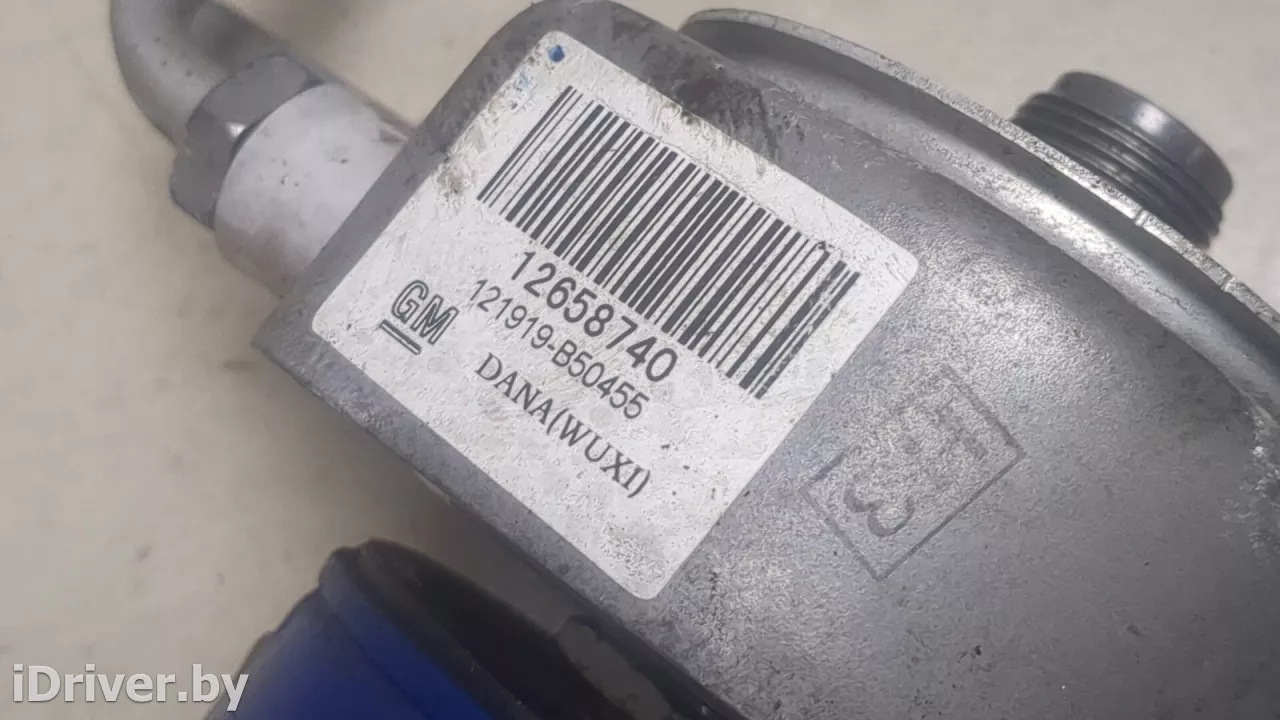 12658740
121919-B50455
GM
DANA(WUXI)
iDriver.by